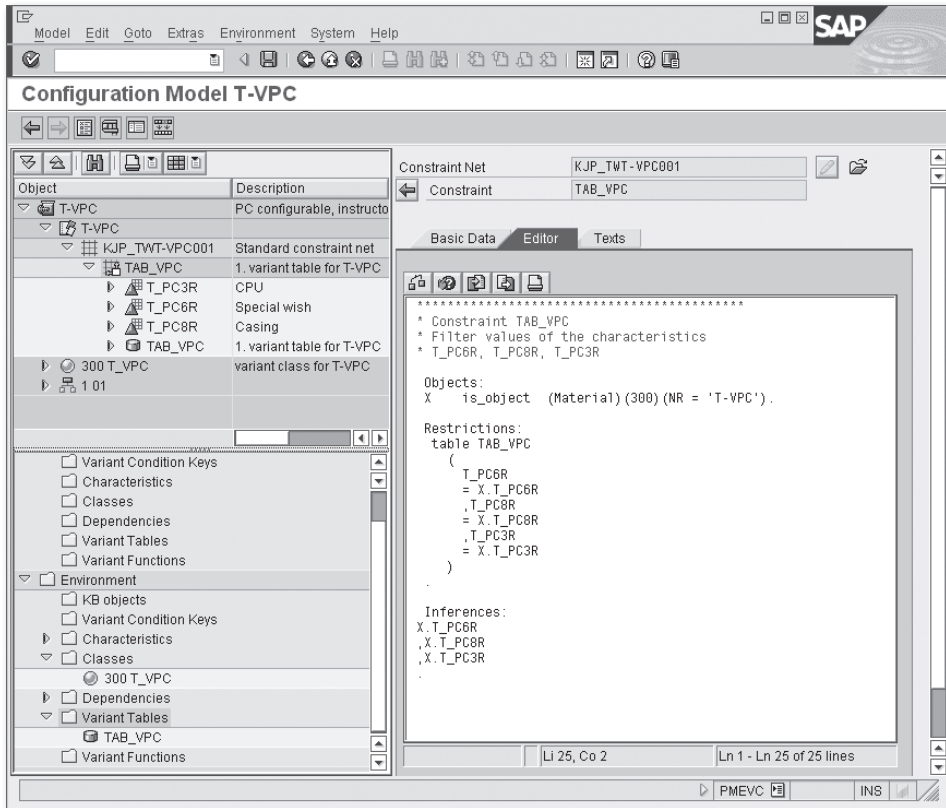 Model Edit Goto Extras Environment System Help
SAP
Configuration Model T-VPC
Object Description
T-VPC PC configurable, instructo
T-VPC
KJP_TWT-VPC001 Standard constraint net
TAB_VPC 1. variant table for T-VPC
T_PC3R CPU
T_PC6R Special wish
T_PC8R Casing
TAB_VPC 1. variant table for T-VPC
300 T_VPC variant class for T-VPC
1 01
Variant Condition Keys
Characteristics
Classes
Dependencies
Variant Tables
Variant Functions
Environment
KB objects
Variant Condition Keys
Characteristics
Classes
300 T_VPC
Dependencies
Variant Tables
TAB_VPC
Variant Functions
Constraint Net KJP_TWT-VPC001
Constraint TAB_VPC
Basic Data Editor Texts
*******************************************
* Constraint TAB_VPC
* Filter values of the characteristics
* T_PC6R, T_PC8R, T_PC3R
Objects:
X is_object (Material)(300)(NR = 'T-VPC').
Restrictions:
table TAB_VPC
(
T_PC6R
= X.T_PC6R
,T_PC8R
= X.T_PC8R
,T_PC3R
= X.T_PC3R
)
.
Inferences:
X.T_PC6R
,X.T_PC8R
,X.T_PC3R
.
Li 25, Co 2 Ln 1 - Ln 25 of 25 lines
PMEVC INS